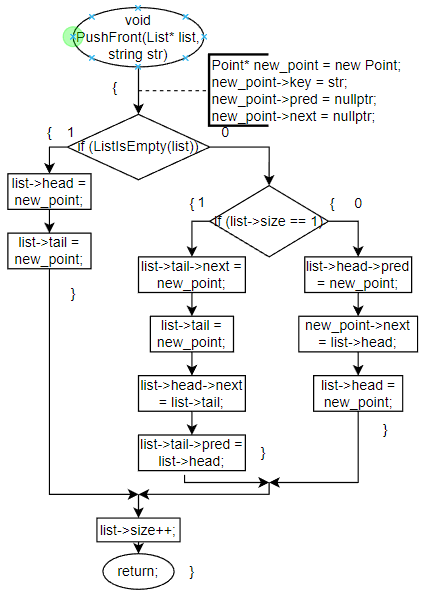 void
PushFront(List* list,
string str)
Point* new_point = new Point;
new_point->key = str;
new_point->pred = nullptr;
new_point->next = nullptr;
{
{ 1
0
if (ListIsEmpty(list))
list->head =
new_point;
list->tail =
new_point;
}
{ 1
{ 0
if (list->size == 1)
list->tail->next =
new_point;
list->tail =
new_point;
list->head->next
= list->tail;
list->tail->pred =
list->head;
}
list->head->pred
= new_point;
new_point->next
= list->head;
list->head =
new_point;
}
list->size++;
return;
}